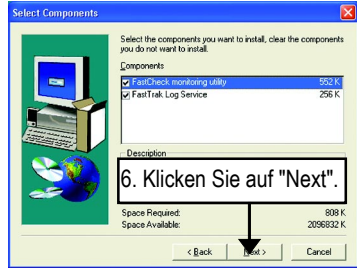 Select Components
Select the components you want to install, clear the components
you do not want to install.
Components
FastCheck monitoring utility 552 K
FastTrak Log Service 256 K
Description
6. Klicken Sie auf "Next".
Space Required: 808 K
Space Available: 2096832 K
< Back
Next >
Cancel